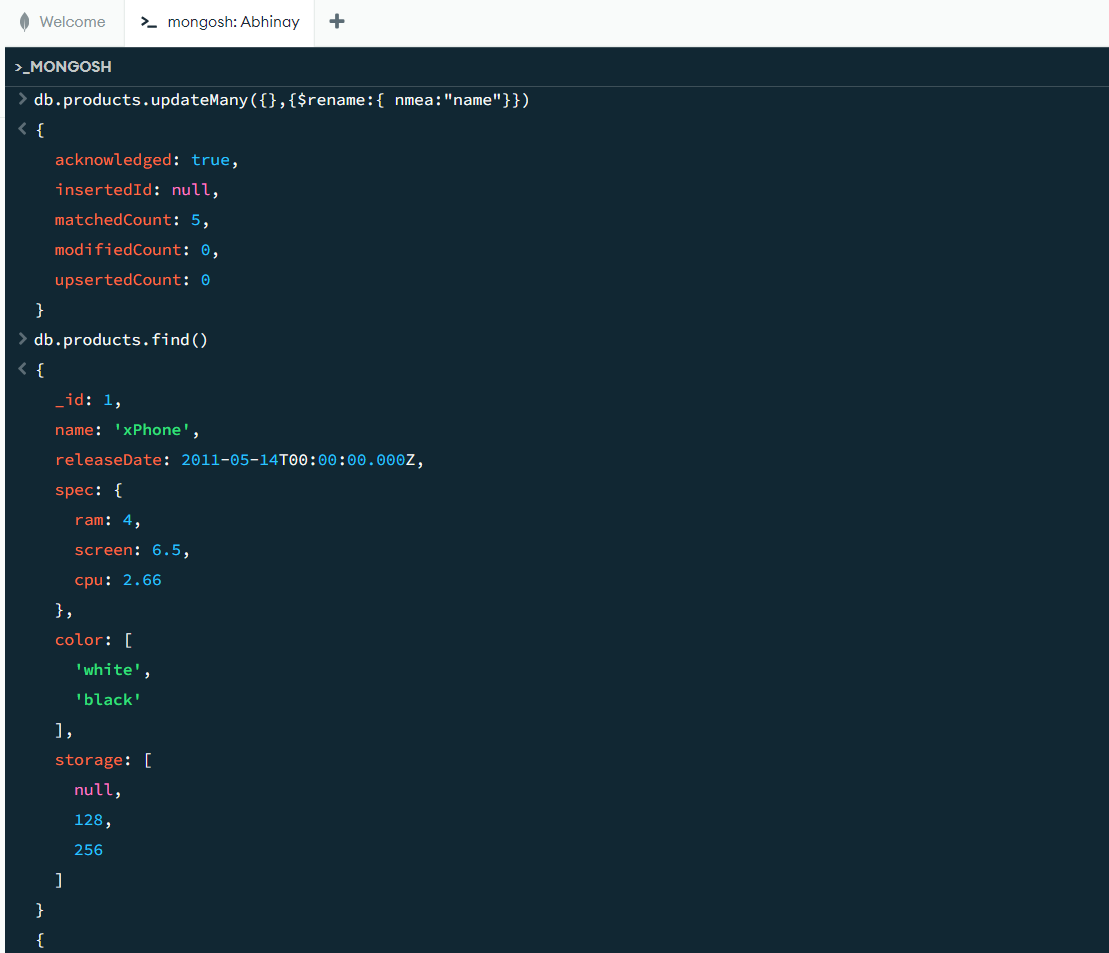 Welcome
>_ mongosh: Abhinay
+
>_MONGOSH
> db.products.updateMany({},{$rename:{ nmea:"name"}})
< {
acknowledged: true,
insertedId: null,
matchedCount: 5,
modifiedCount: 0,
upsertedCount: 0
}
> db.products.find()
< {
_id: 1,
name: 'xPhone',
releaseDate: 2011-05-14T00:00:00.000Z,
spec: {
ram: 4,
screen: 6.5,
cpu: 2.66
},
color: [
'white',
'black'
],
storage: [
null,
128,
256
]
}
{